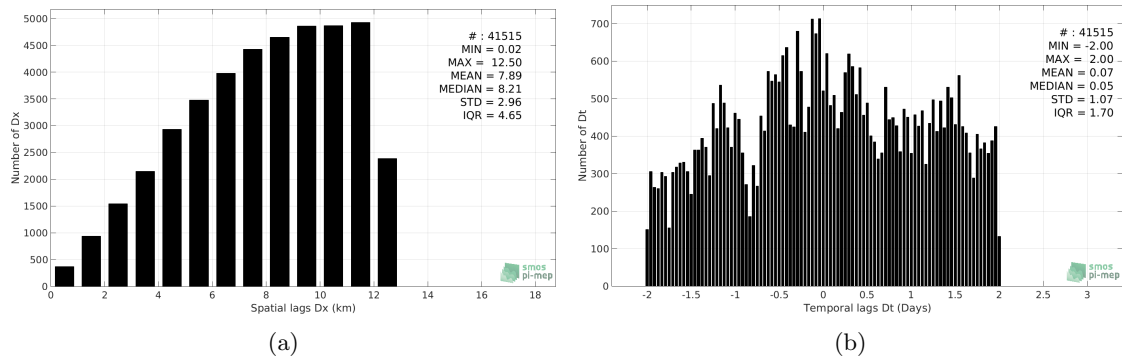 5000
4500
4000
3500
3000
2500
2000
1500
1000
500
0
Number of Dx
# : 41515
MIN = 0.02
MAX = 12.50
MEAN = 7.89
MEDIAN = 8.21
STD = 2.96
IQR = 4.65
smos
pi-mep
0 2 4 6 8 10 12 14 16 18
Spatial lags Dx (km)
(a)
700
600
500
400
300
200
100
0
Number of Dt
# : 41515
MIN = -2.00
MAX = 2.00
MEAN = 0.07
MEDIAN = 0.05
STD = 1.07
IQR = 1.70
smos
pi-mep
-2 -1.5 -1 -0.5 0 0.5 1 1.5 2 2.5 3
Temporal lags Dt (Days)
(b)